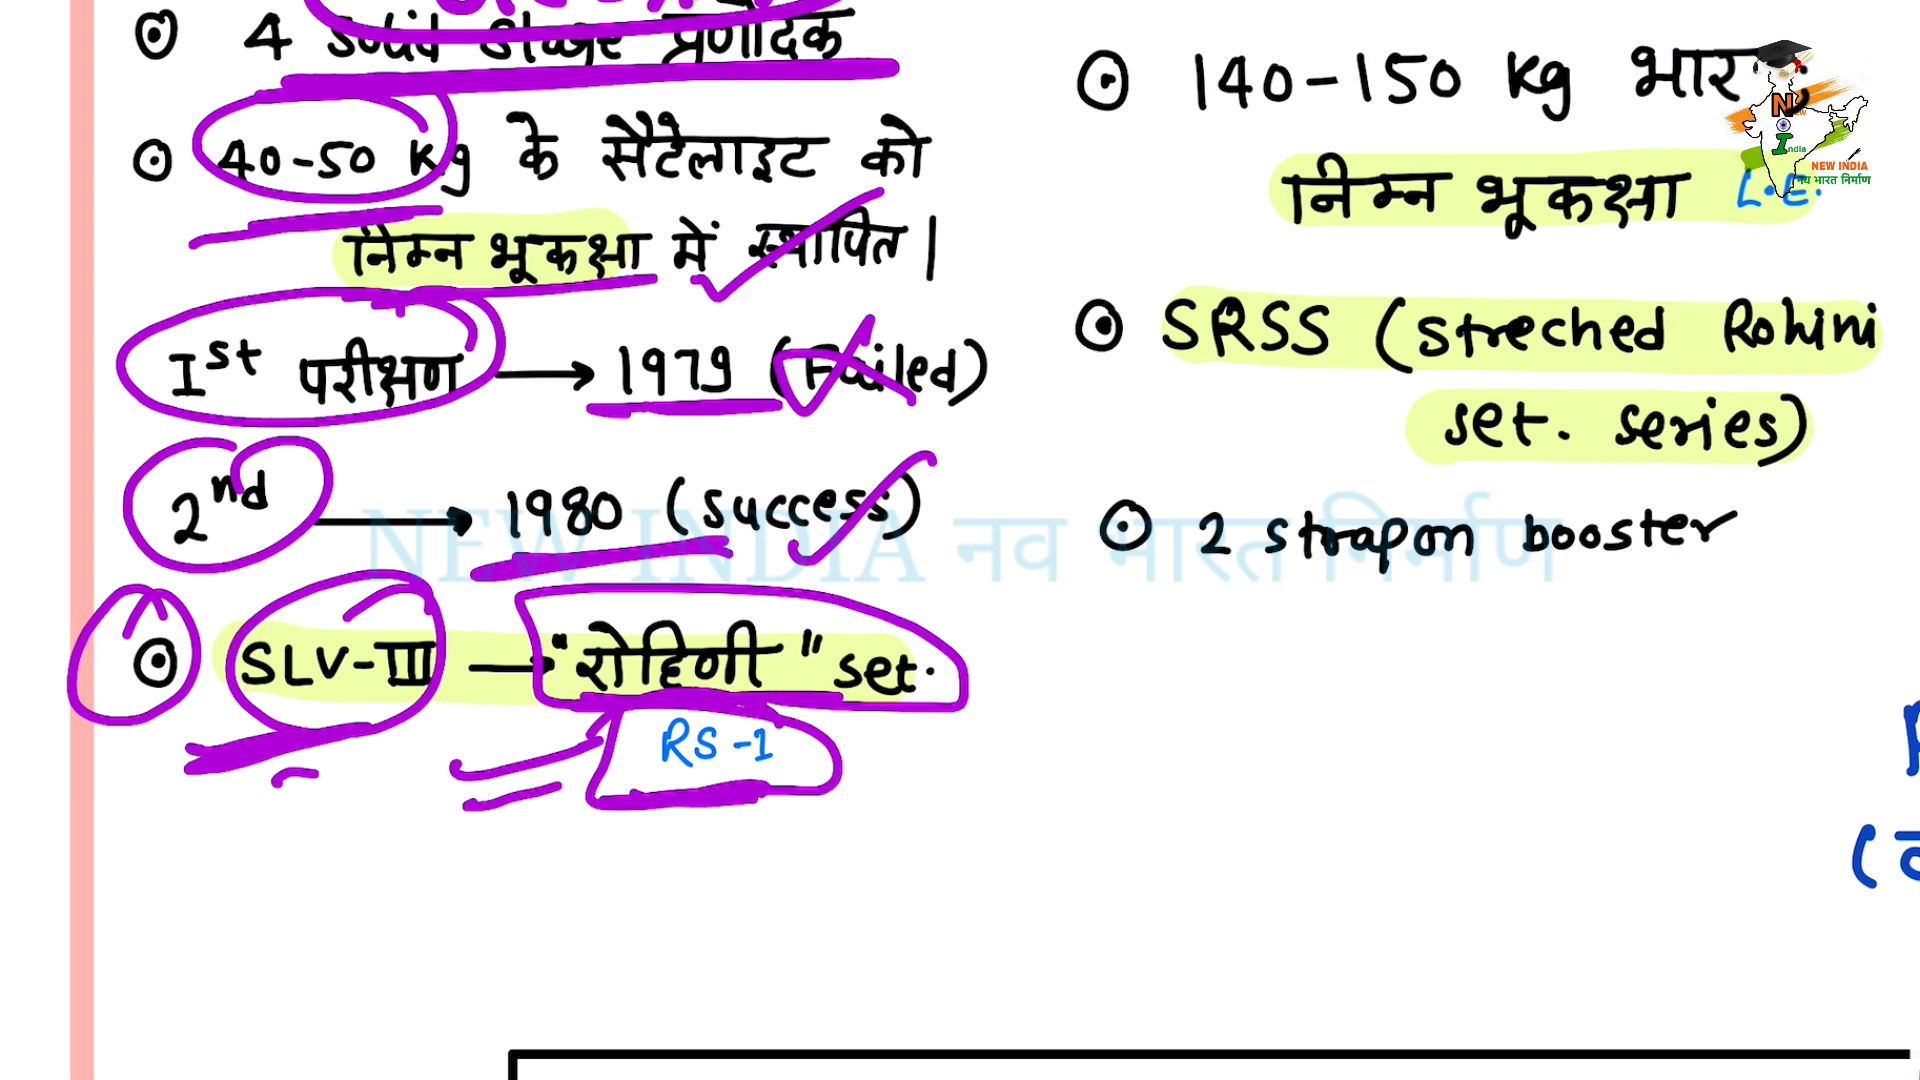 ⊙ 4 Solid Stage प्रणोदक
⊙ 40-50 Kg के सैटेलाइट को
निम्न भूकक्षा में स्थापित |
Ist परीक्षण → 1979 (Failed)
2nd → 1980 (Success)
⊙ SLV-III → "रोहिणी" set.
RS-1
⊙ 140-150 Kg भार
निम्न भूकक्षा L.E.
⊙ SRSS (Streched Rohini
set. series)
⊙ 2 strapon booster
NEW INDIA नव भारत निर्माण
NEW INDIA
नव भारत निर्माण